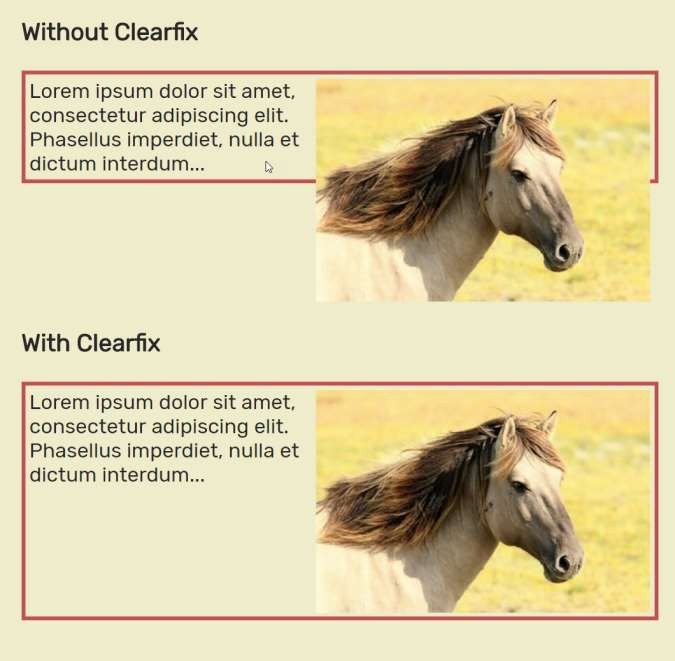 Without Clearfix
Lorem ipsum dolor sit amet,
consectetur adipiscing elit.
Phasellus imperdiet, nulla et
dictum interdum...
With Clearfix
Lorem ipsum dolor sit amet,
consectetur adipiscing elit.
Phasellus imperdiet, nulla et
dictum interdum...